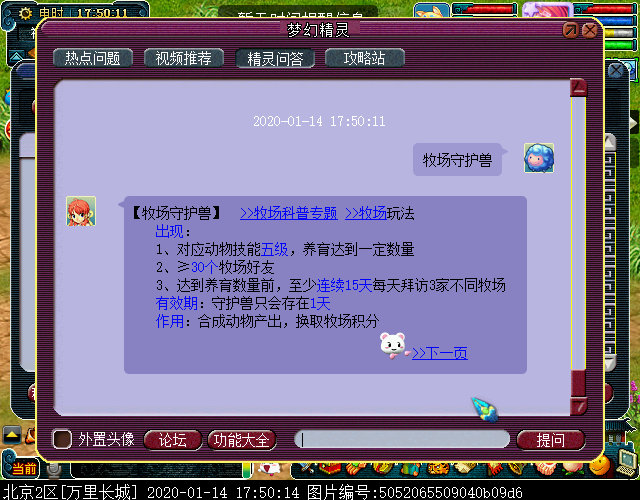 申时 17:50:11
梦幻精灵
热点问题 视频推荐 精灵问答 攻略站
2020-01-14 17:50:11
牧场守护兽
【牧场守护兽】 >>牧场科普专题 >>牧场玩法
出现：
1、对应动物技能五级，养育达到一定数量
2、≥30个牧场好友
3、达到养育数量前，至少连续15天每天拜访3家不同牧场
有效期：守护兽只会存在1天
作用：合成动物产出，换取牧场积分
>>下一页
外置头像 论坛 功能大全 提问
当前
北京2区[万里长城] 2020-01-14 17:50:14 图片编号:5052065509040b09d6